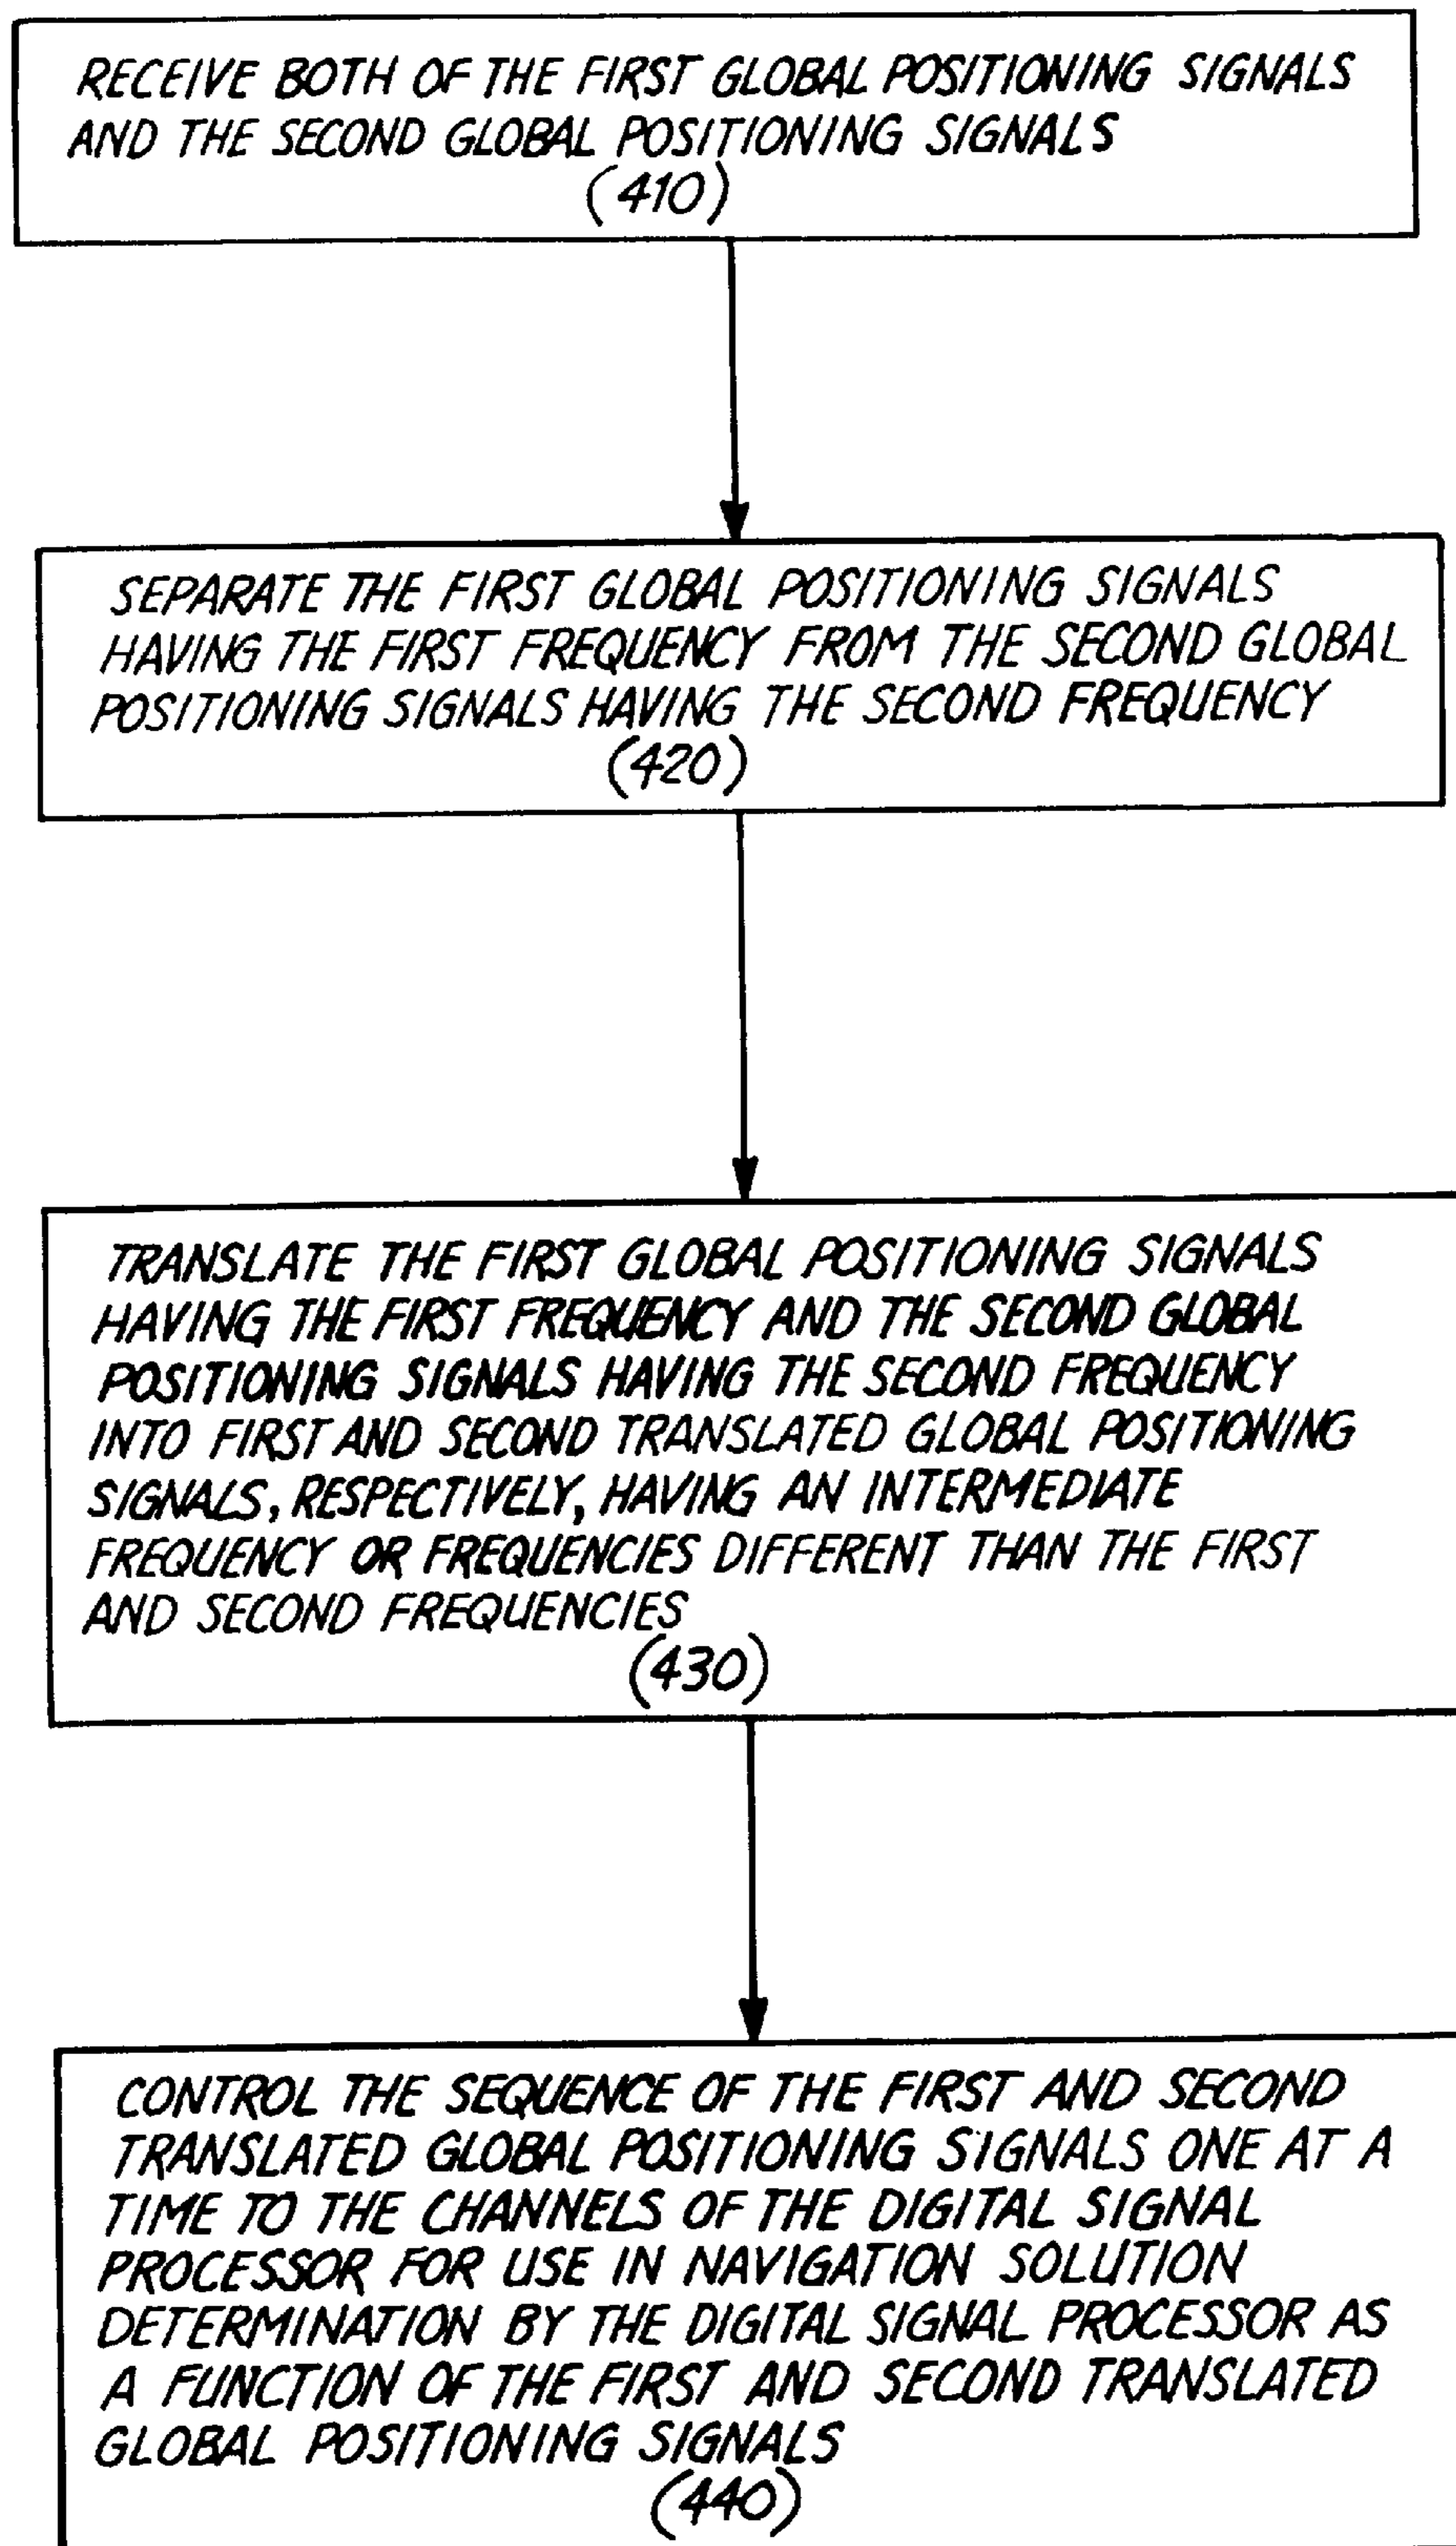 RECEIVE BOTH OF THE FIRST GLOBAL POSITIONING SIGNALS
AND THE SECOND GLOBAL POSITIONING SIGNALS
(410)
SEPARATE THE FIRST GLOBAL POSITIONING SIGNALS
HAVING THE FIRST FREQUENCY FROM THE SECOND GLOBAL
POSITIONING SIGNALS HAVING THE SECOND FREQUENCY
(420)
TRANSLATE THE FIRST GLOBAL POSITIONING SIGNALS
HAVING THE FIRST FREQUENCY AND THE SECOND GLOBAL
POSITIONING SIGNALS HAVING THE SECOND FREQUENCY
INTO FIRST AND SECOND TRANSLATED GLOBAL POSITIONING
SIGNALS, RESPECTIVELY, HAVING AN INTERMEDIATE
FREQUENCY OR FREQUENCIES DIFFERENT THAN THE FIRST
AND SECOND FREQUENCIES
(430)
CONTROL THE SEQUENCE OF THE FIRST AND SECOND
TRANSLATED GLOBAL POSITIONING SIGNALS ONE AT A
TIME TO THE CHANNELS OF THE DIGITAL SIGNAL
PROCESSOR FOR USE IN NAVIGATION SOLUTION
DETERMINATION BY THE DIGITAL SIGNAL PROCESSOR AS
A FUNCTION OF THE FIRST AND SECOND TRANSLATED
GLOBAL POSITIONING SIGNALS
(440)